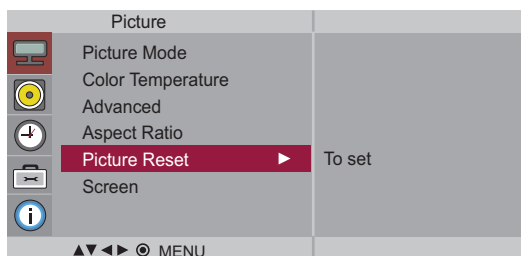 Picture
Picture Mode
Color Temperature
Advanced
Aspect Ratio
Picture Reset ► To set
Screen
▲▼◄► ◉ MENU